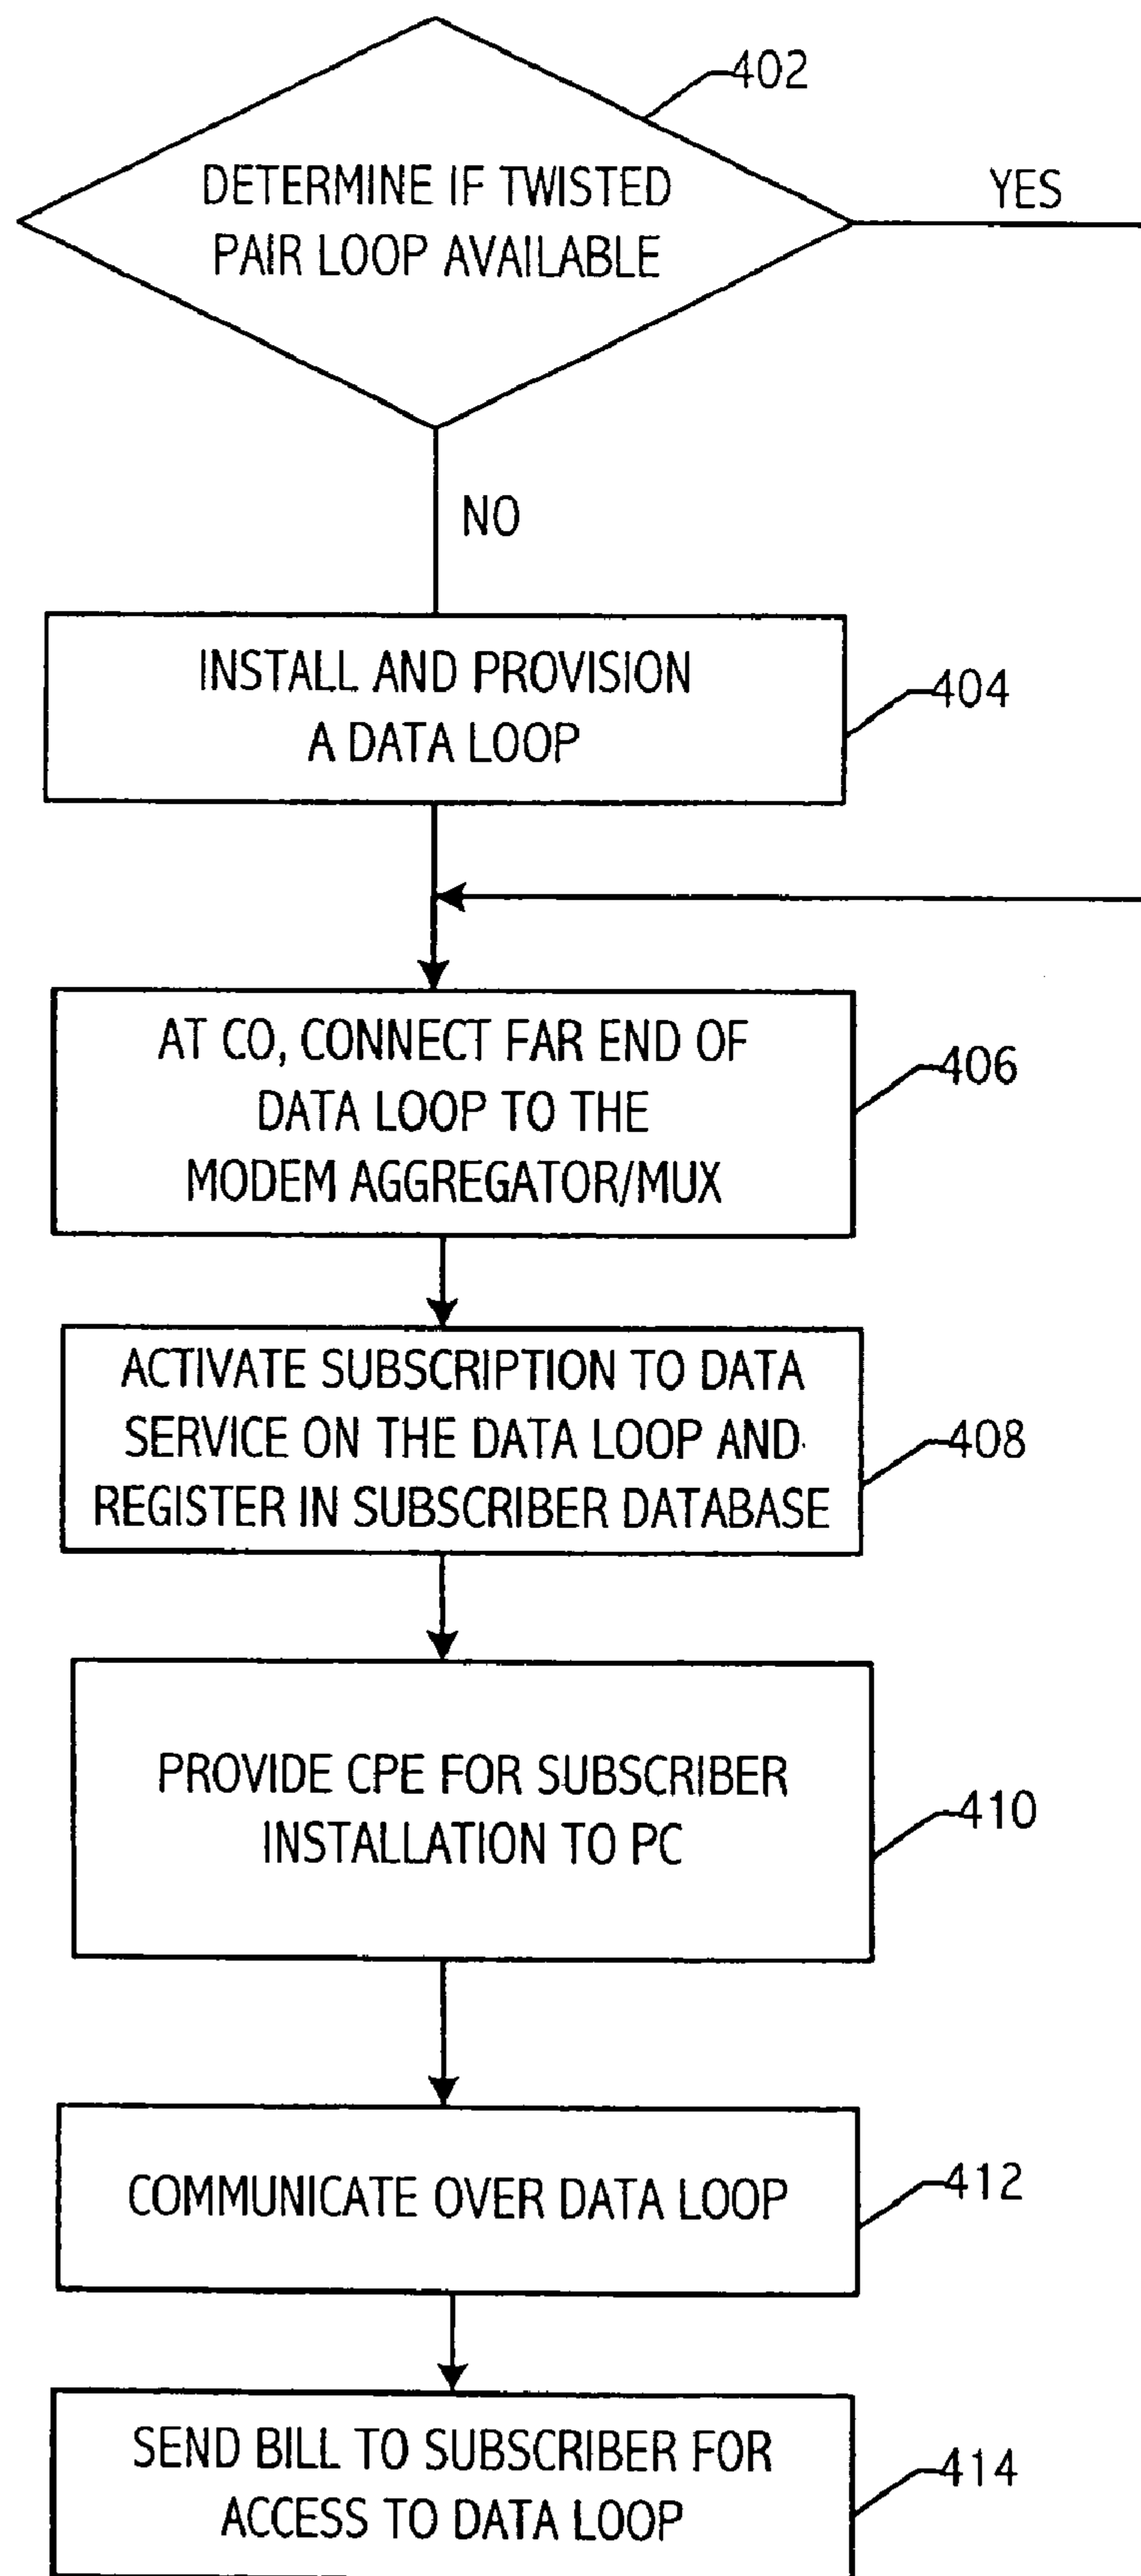 402
DETERMINE IF TWISTED
PAIR LOOP AVAILABLE
YES
NO
INSTALL AND PROVISION
A DATA LOOP
404
AT CO, CONNECT FAR END OF
DATA LOOP TO THE
MODEM AGGREGATOR/MUX
406
ACTIVATE SUBSCRIPTION TO DATA
SERVICE ON THE DATA LOOP AND
REGISTER IN SUBSCRIBER DATABASE
408
PROVIDE CPE FOR SUBSCRIBER
INSTALLATION TO PC
410
COMMUNICATE OVER DATA LOOP
412
SEND BILL TO SUBSCRIBER FOR
ACCESS TO DATA LOOP
414